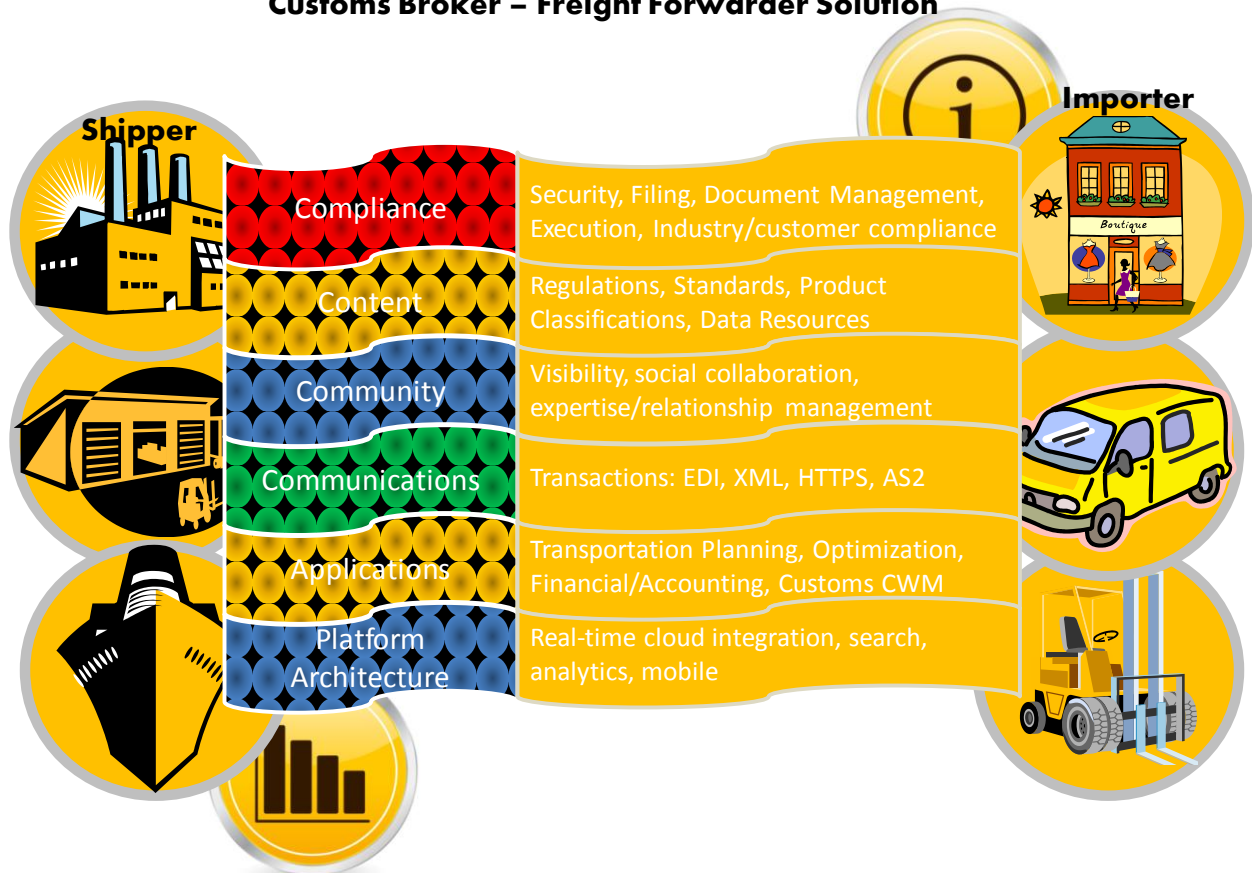 Customs Broker – Freight Forwarder Solution
Shipper
Importer
Boutique
Compliance
Security, Filing, Document Management,
Execution, Industry/customer compliance
Content
Regulations, Standards, Product
Classifications, Data Resources
Community
Visibility, social collaboration,
expertise/relationship management
Communications
Transactions: EDI, XML, HTTPS, AS2
Applications
Transportation Planning, Optimization,
Financial/Accounting, Customs CWM
Platform
Architecture
Real-time cloud integration, search,
analytics, mobile